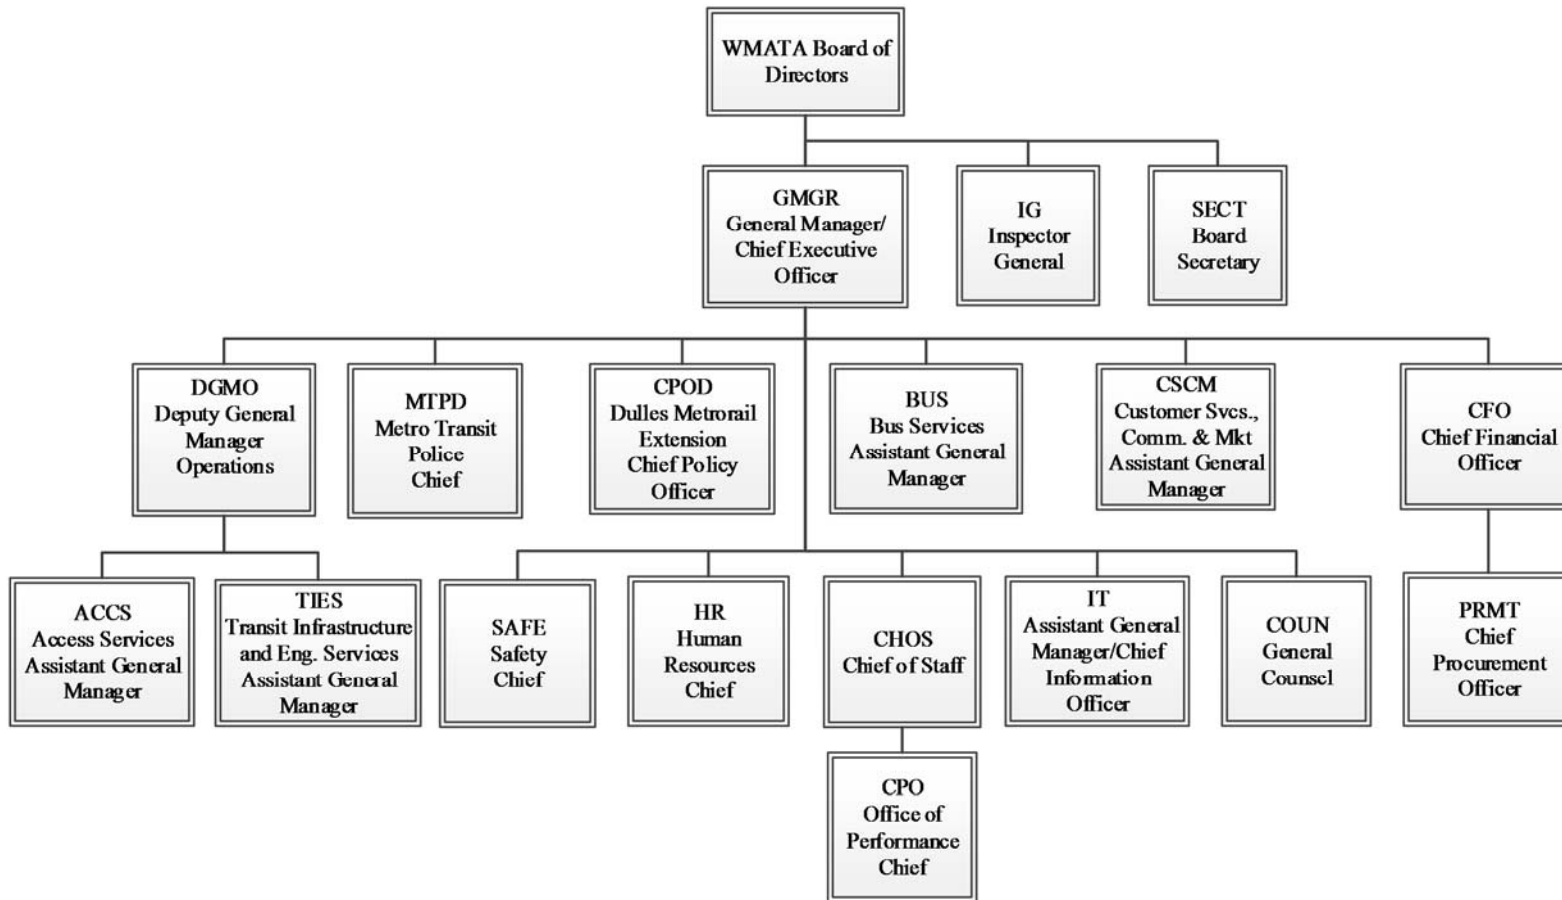 WMATA Board of
Directors
GMGR
General Manager/
Chief Executive
Officer
IG
Inspector
General
SECT
Board
Secretary
DGMO
Deputy General
Manager
Operations
MTPD
Metro Transit
Police
Chief
CPOD
Dulles Metrorail
Extension
Chief Policy
Officer
BUS
Bus Services
Assistant General
Manager
CSCM
Customer Svcs.,
Comm. & Mkt
Assistant General
Manager
CFO
Chief Financial
Officer
ACCS
Access Services
Assistant General
Manager
TIES
Transit Infrastructure
and Eng. Services
Assistant General
Manager
SAFE
Safety
Chief
HR
Human
Resources
Chief
CHOS
Chief of Staff
IT
Assistant General
Manager/Chief
Information
Officer
COUN
General
Counsel
PRMT
Chief
Procurement
Officer
CPO
Office of
Performance
Chief